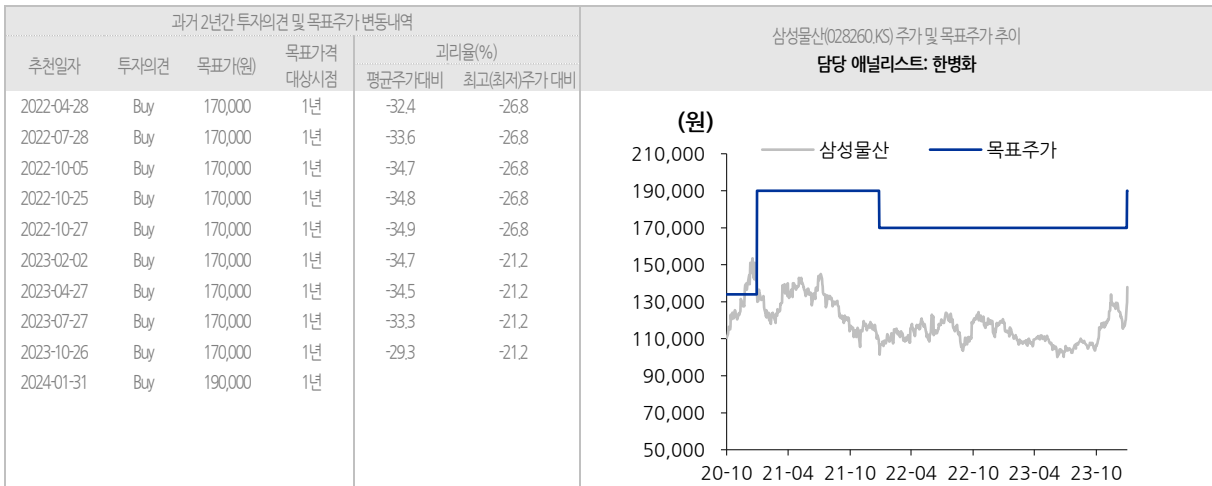 과거 2년간 투자의견 및 목표주가 변동내역
추천일자 투자의견 목표가(원) 목표가격 대상시점 괴리율(%)
평균주가대비 최고(최저)주가 대비
2022-04-28 Buy 170,000 1년 -32.4 -26.8
2022-07-28 Buy 170,000 1년 -33.6 -26.8
2022-10-05 Buy 170,000 1년 -34.7 -26.8
2022-10-25 Buy 170,000 1년 -34.8 -26.8
2022-10-27 Buy 170,000 1년 -34.9 -26.8
2023-02-02 Buy 170,000 1년 -34.7 -21.2
2023-04-27 Buy 170,000 1년 -34.5 -21.2
2023-07-27 Buy 170,000 1년 -33.3 -21.2
2023-10-26 Buy 170,000 1년 -29.3 -21.2
2024-01-31 Buy 190,000 1년
삼성물산(028260.KS) 주가 및 목표주가 추이
담당 애널리스트: 한병화
(원)
삼성물산 목표주가
210,000
190,000
170,000
150,000
130,000
110,000
90,000
70,000
50,000
20-10 21-04 21-10 22-04 22-10 23-04 23-10